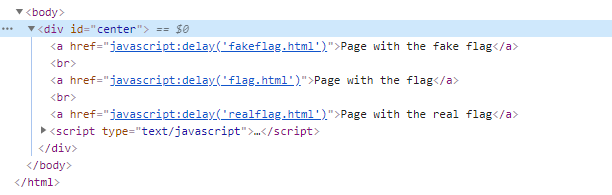 ▼<body>
··· ▼<div id="center"> == $0
<a href="javascript:delay('fakeflag.html')">Page with the fake flag</a>
<br>
<a href="javascript:delay('flag.html')">Page with the flag</a>
<br>
<a href="javascript:delay('realflag.html')">Page with the real flag</a>
▶<script type="text/javascript">…</script>
</div>
</body>
</html>